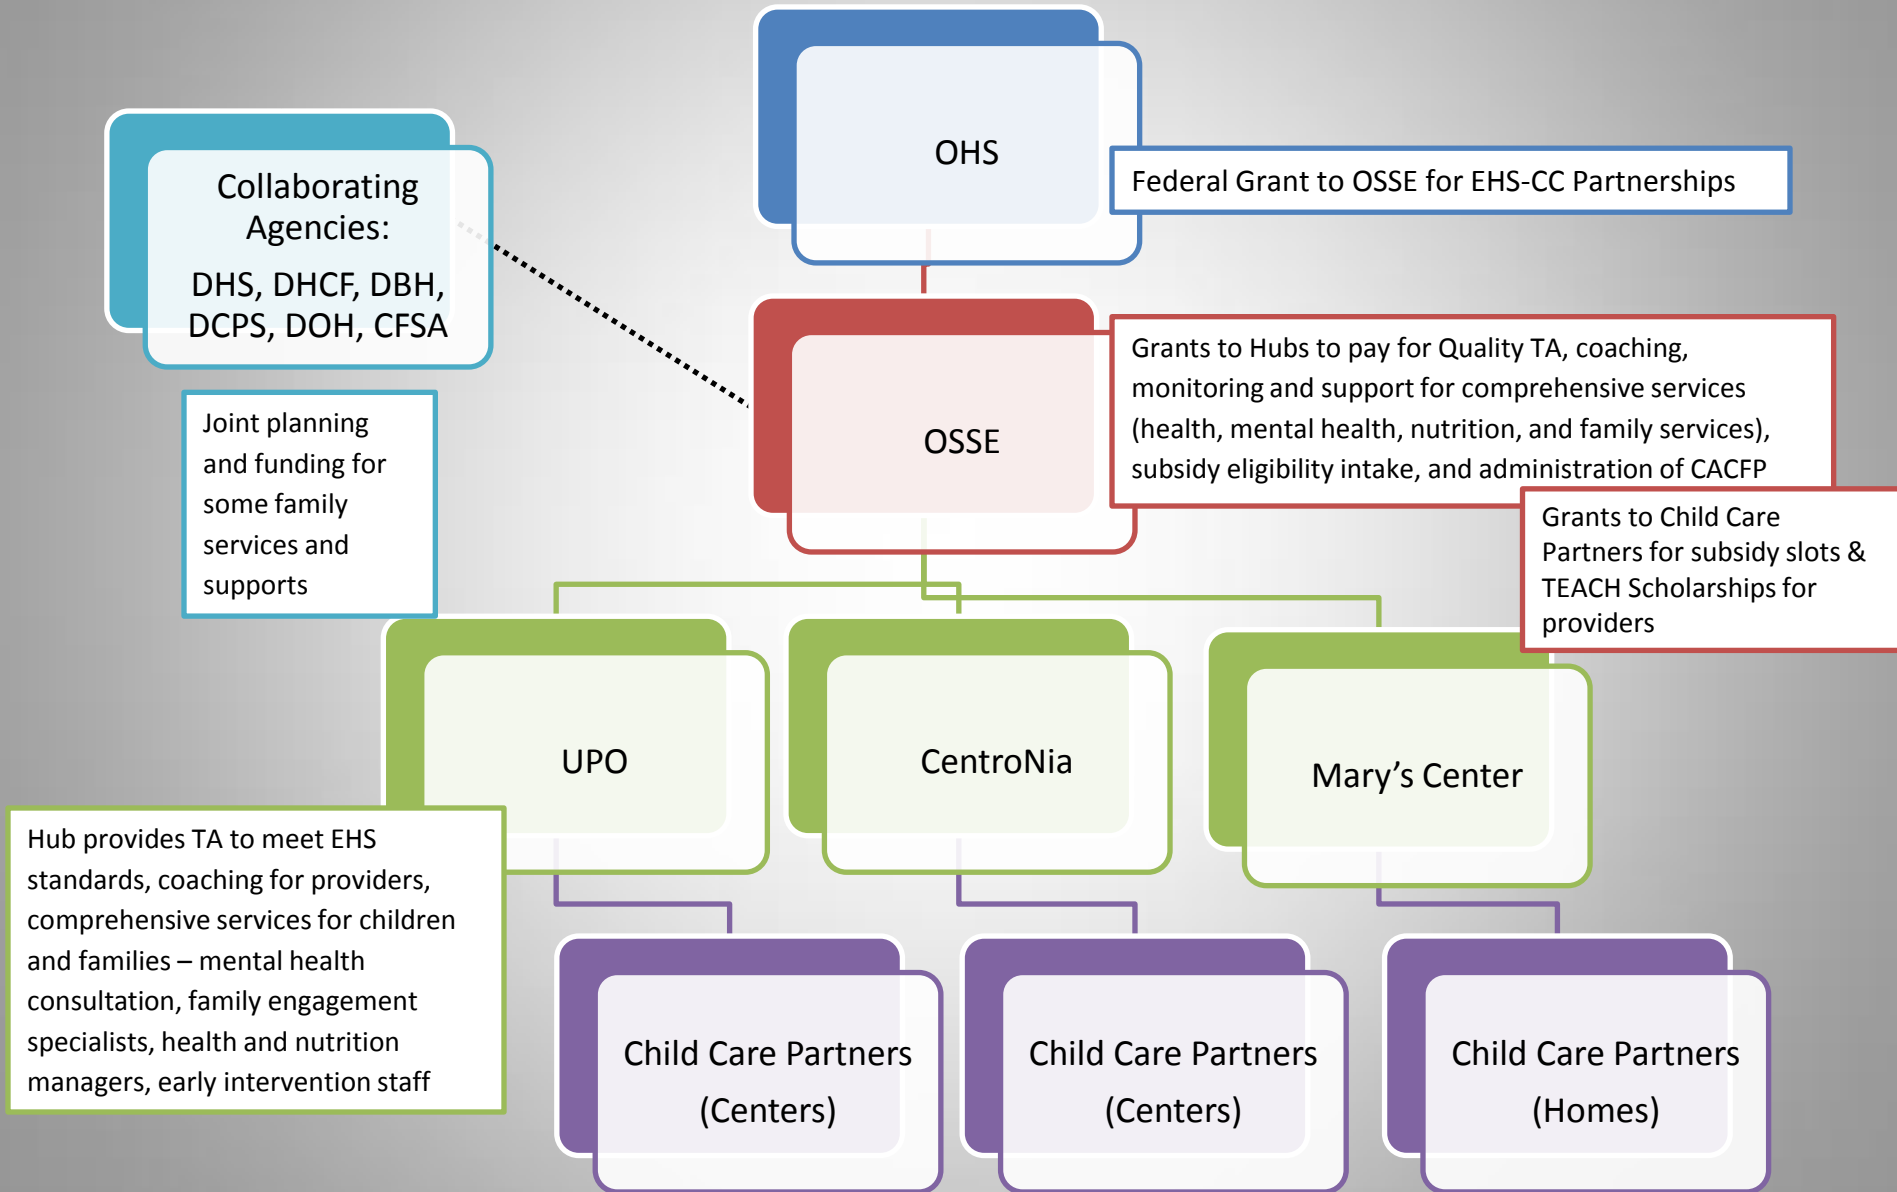 OHS
Federal Grant to OSSE for EHS-CC Partnerships
Collaborating
Agencies:
DHS, DHCF, DBH,
DCPS, DOH, CFSA
Joint planning
and funding for
some family
services and
supports
OSSE
Grants to Hubs to pay for Quality TA, coaching,
monitoring and support for comprehensive services
(health, mental health, nutrition, and family services),
subsidy eligibility intake, and administration of CACFP
Grants to Child Care
Partners for subsidy slots &
TEACH Scholarships for
providers
UPO
CentroNia
Mary’s Center
Hub provides TA to meet EHS
standards, coaching for providers,
comprehensive services for children
and families – mental health
consultation, family engagement
specialists, health and nutrition
managers, early intervention staff
Child Care Partners
(Centers)
Child Care Partners
(Centers)
Child Care Partners
(Homes)